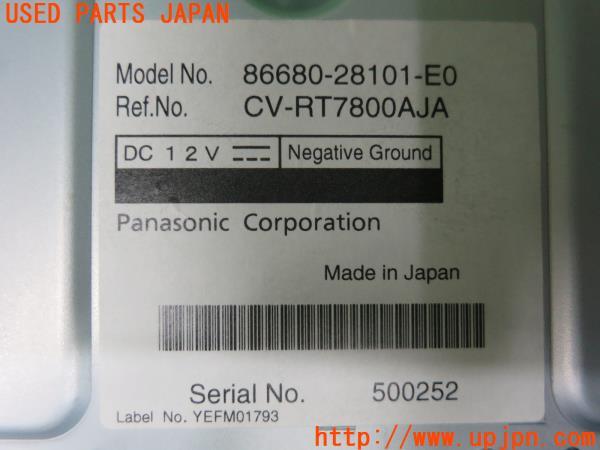 USED PARTS JAPAN
Model No. 86680-28101-E0
Ref.No. CV-RT7800AJA
DC 12V Negative Ground
Panasonic Corporation
Made in Japan
Serial No. 500252
Label No. YEFM01793
http://www.upjpn.com